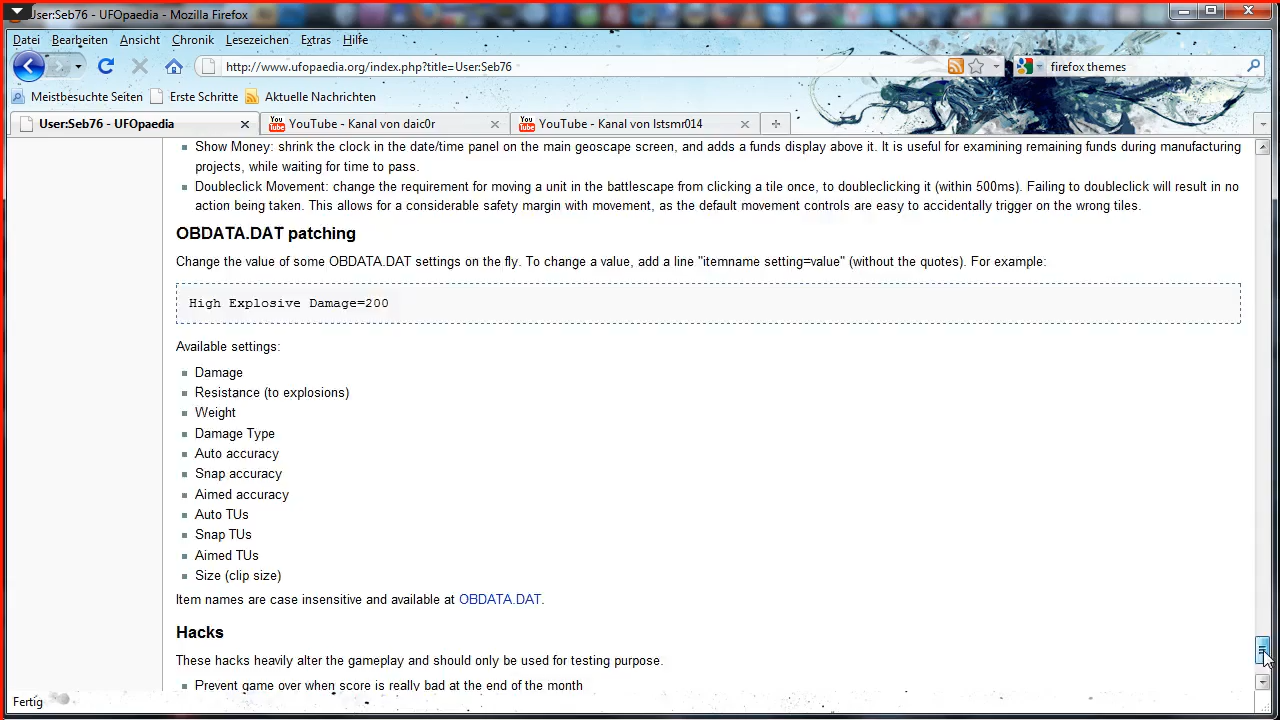 User:Seb76 - UFOpaedia - Mozilla Firefox
Datei Bearbeiten Ansicht Chronik Lesezeichen Extras Hilfe
http://www.ufopaedia.org/index.php?title=User:Seb76
firefox themes
Meistbesuchte Seiten Erste Schritte Aktuelle Nachrichten
User:Seb76 - UFOpaedia
YouTube - Kanal von daic0r
YouTube - Kanal von lstsmr014
Show Money: shrink the clock in the date/time panel on the main geoscape screen, and adds a funds display above it. It is useful for examining remaining funds during manufacturing
projects, while waiting for time to pass.
Doubleclick Movement: change the requirement for moving a unit in the battlescape from clicking a tile once, to doubleclicking it (within 500ms). Failing to doubleclick will result in no
action being taken. This allows for a considerable safety margin with movement, as the default movement controls are easy to accidentally trigger on the wrong tiles.
OBDATA.DAT patching
Change the value of some OBDATA.DAT settings on the fly. To change a value, add a line "itemname setting=value" (without the quotes). For example:
High Explosive Damage=200
Available settings:
Damage
Resistance (to explosions)
Weight
Damage Type
Auto accuracy
Snap accuracy
Aimed accuracy
Auto TUs
Snap TUs
Aimed TUs
Size (clip size)
Item names are case insensitive and available at OBDATA.DAT.
Hacks
These hacks heavily alter the gameplay and should only be used for testing purpose.
Prevent game over when score is really bad at the end of the month
Fertig